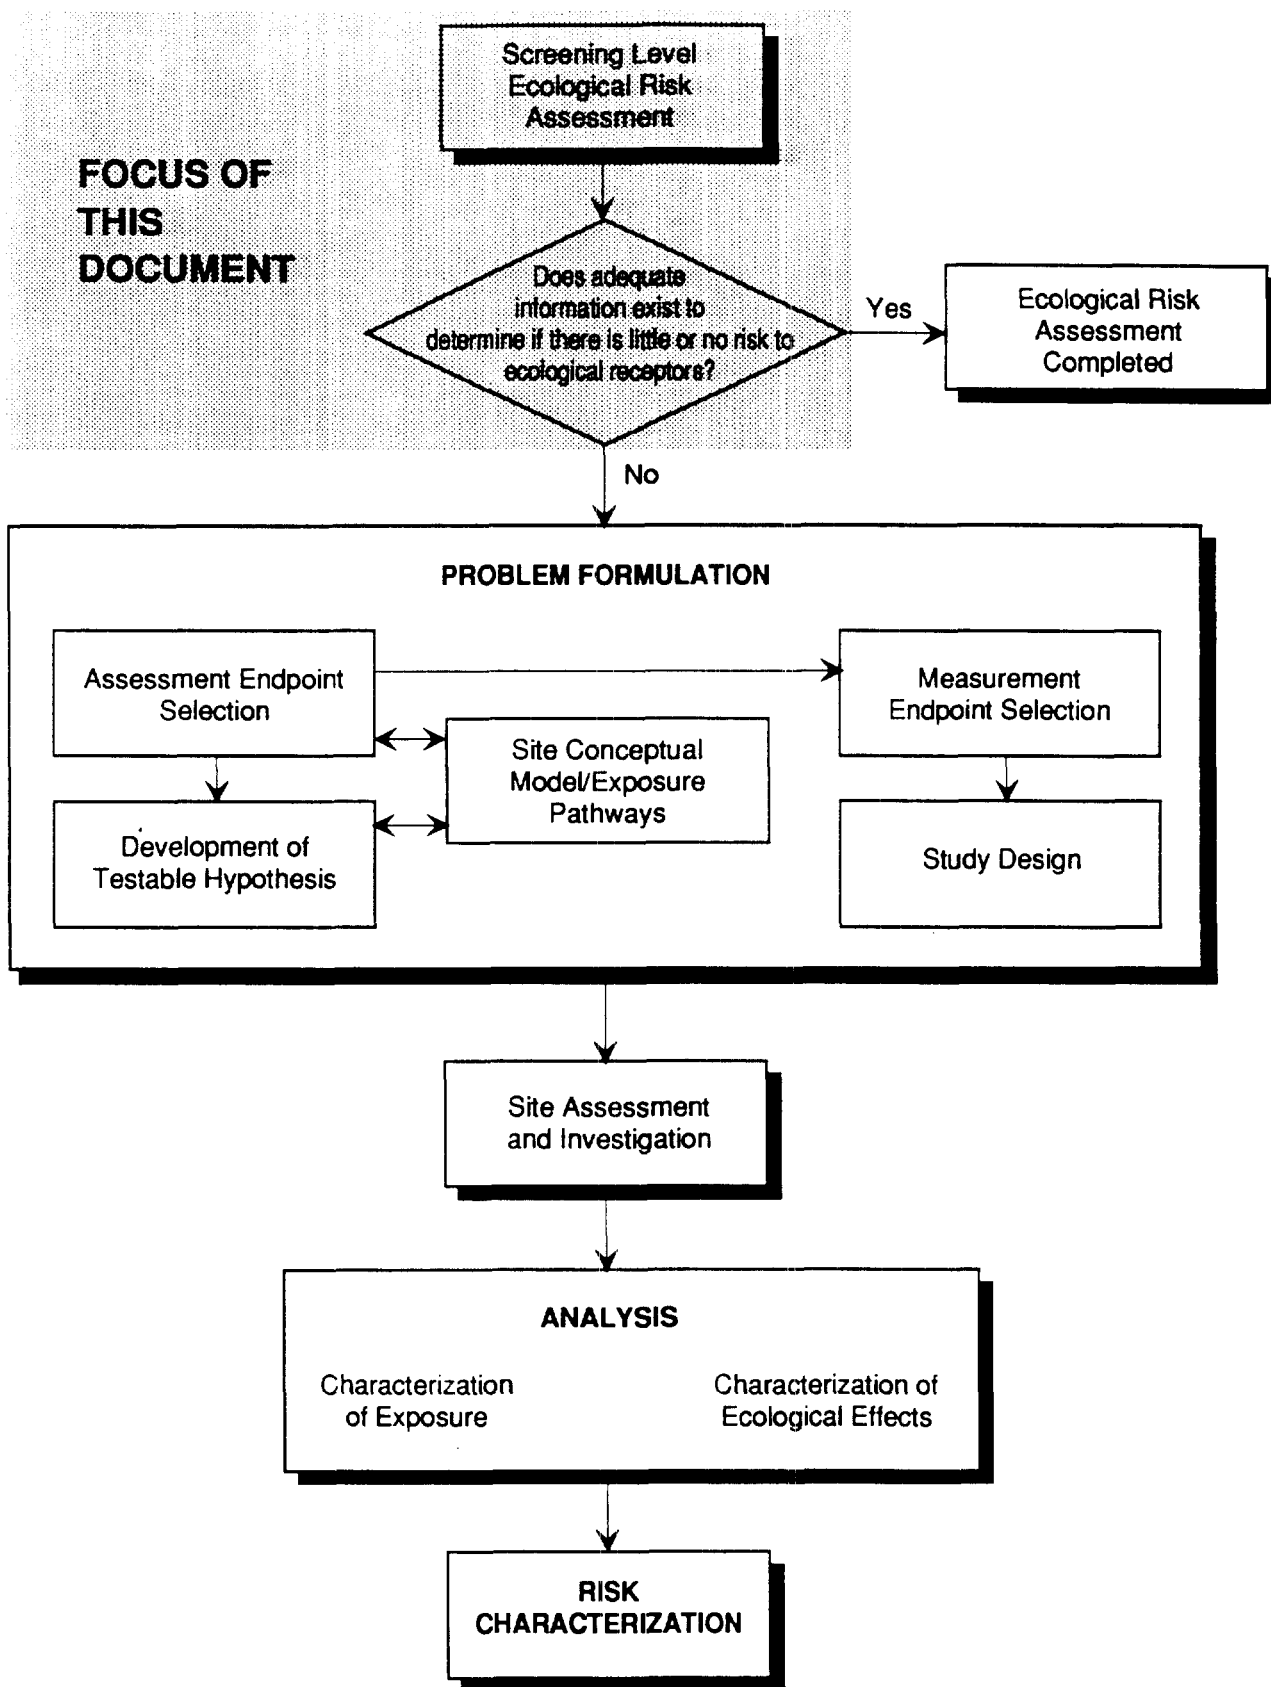 Screening Level
Ecological Risk
Assessment
FOCUS OF
THIS
DOCUMENT
Does adequate
information exist to
determine if there is little or no risk to
ecological receptors?
Yes
Ecological Risk
Assessment
Completed
No
PROBLEM FORMULATION
Assessment Endpoint
Selection
Measurement
Endpoint Selection
Site Conceptual
Model/Exposure
Pathways
Development of
Testable Hypothesis
Study Design
Site Assessment
and Investigation
ANALYSIS
Characterization
of Exposure
Characterization of
Ecological Effects
RISK
CHARACTERIZATION